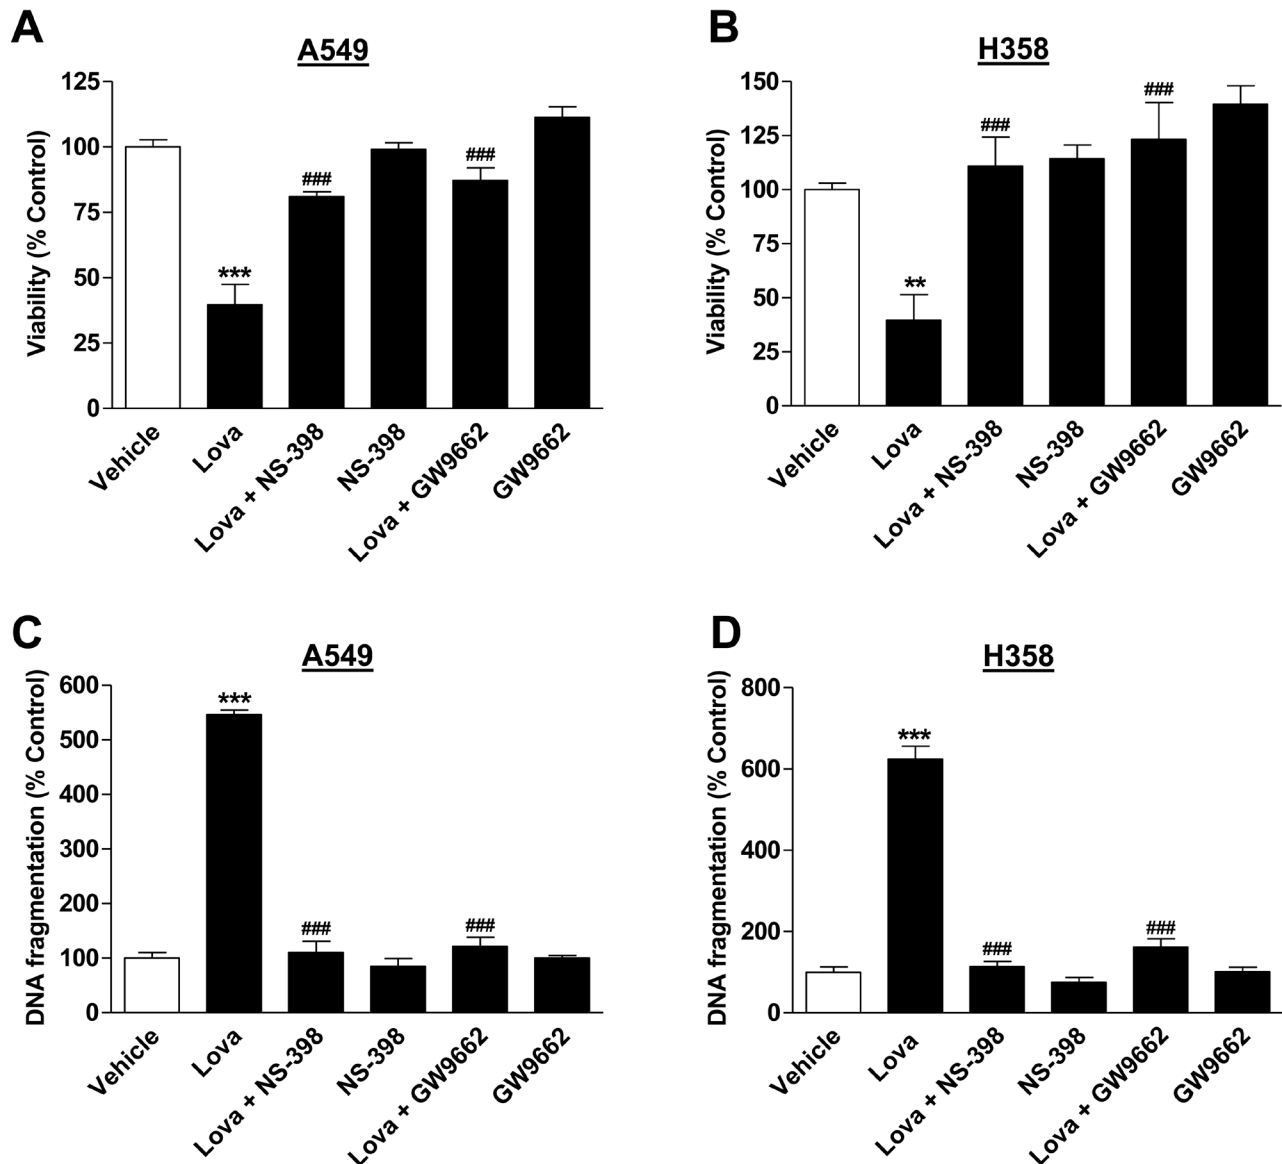 A
A549
Viability (% Control)
125
100
75
50
25
0
***
###
###
Vehicle
Lova
Lova + NS-398
NS-398
Lova + GW9662
GW9662
B
H358
Viability (% Control)
150
125
100
75
50
25
0
**
###
###
Vehicle
Lova
Lova + NS-398
NS-398
Lova + GW9662
GW9662
C
A549
DNA fragmentation (% Control)
600
500
400
300
200
100
0
***
###
###
Vehicle
Lova
Lova + NS-398
NS-398
Lova + GW9662
GW9662
D
H358
DNA fragmentation (% Control)
800
600
400
200
0
***
###
###
Vehicle
Lova
Lova + NS-398
NS-398
Lova + GW9662
GW9662